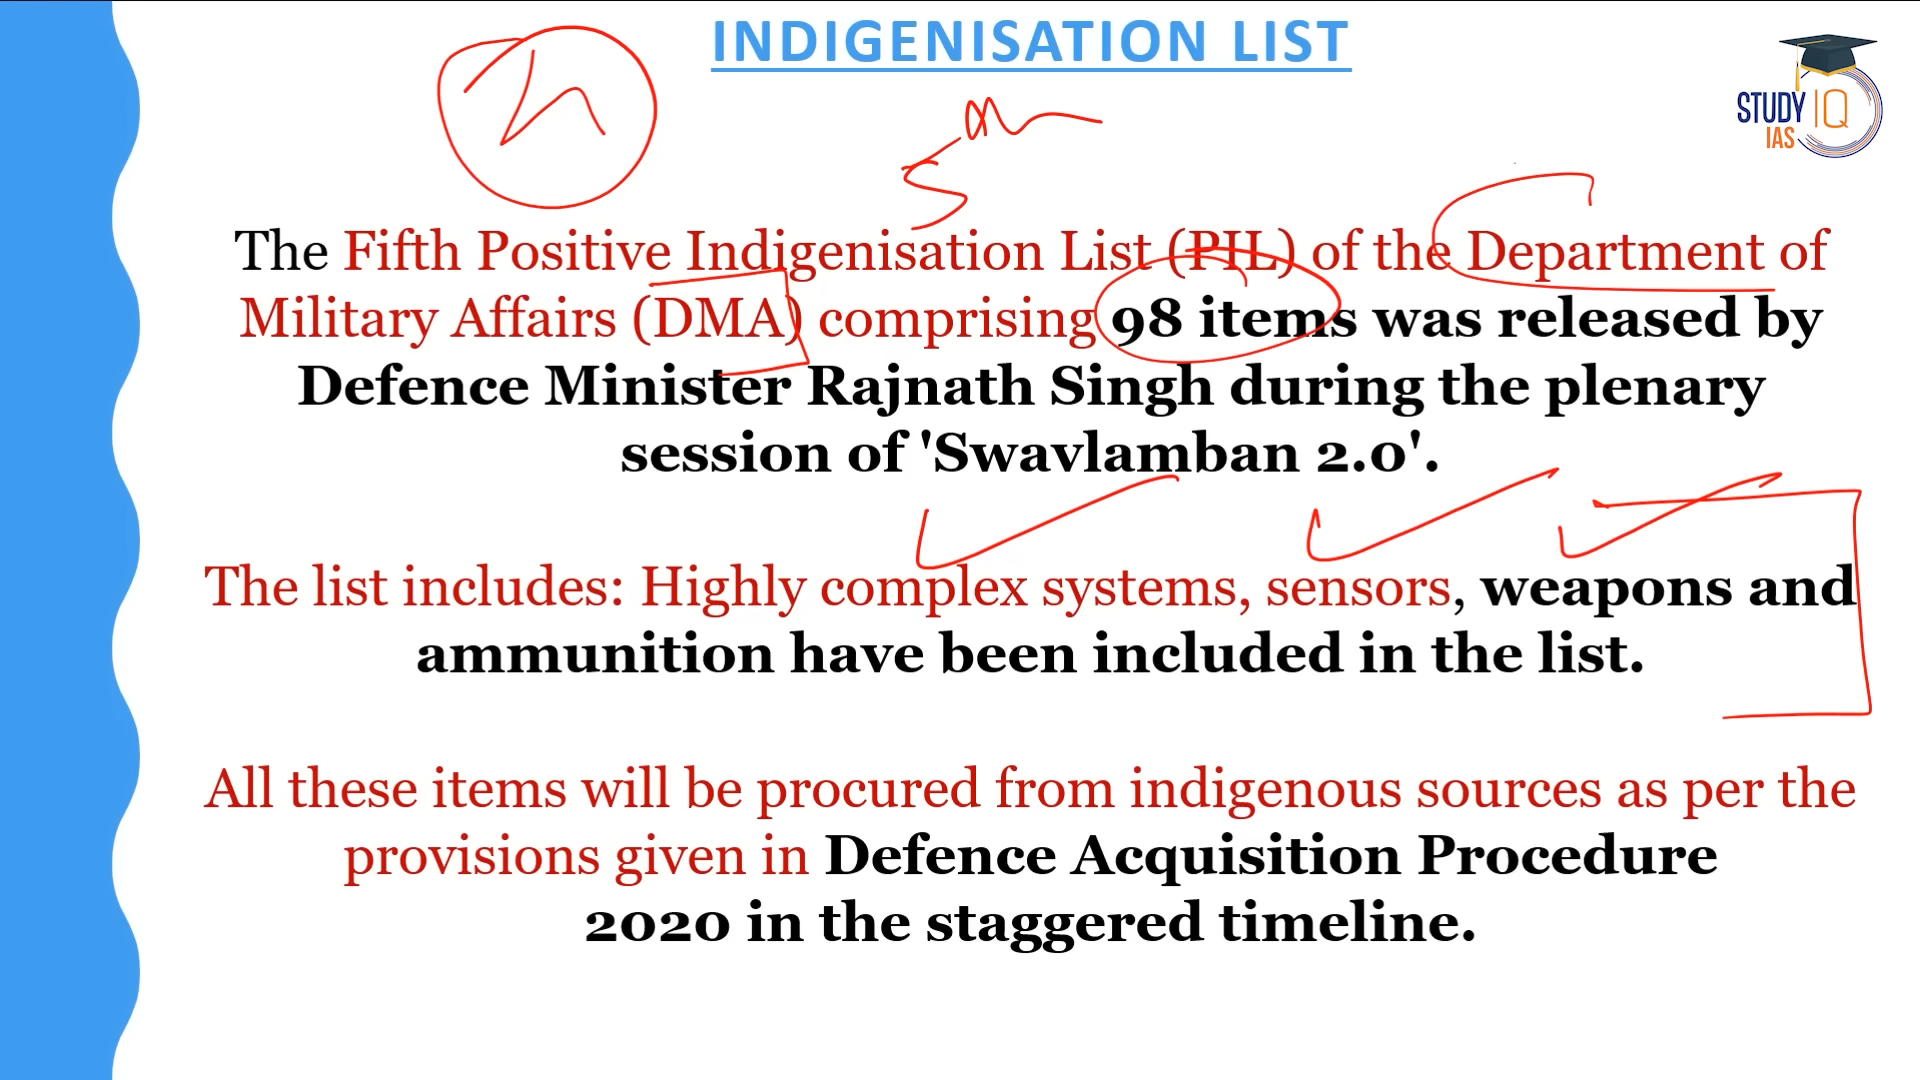 INDIGENISATION LIST
STUDY IQ
IAS
The Fifth Positive Indigenisation List (PIL) of the Department of
Military Affairs (DMA) comprising 98 items was released by
Defence Minister Rajnath Singh during the plenary
session of 'Swavlamban 2.0'.
The list includes: Highly complex systems, sensors, weapons and
ammunition have been included in the list.
All these items will be procured from indigenous sources as per the
provisions given in Defence Acquisition Procedure
2020 in the staggered timeline.